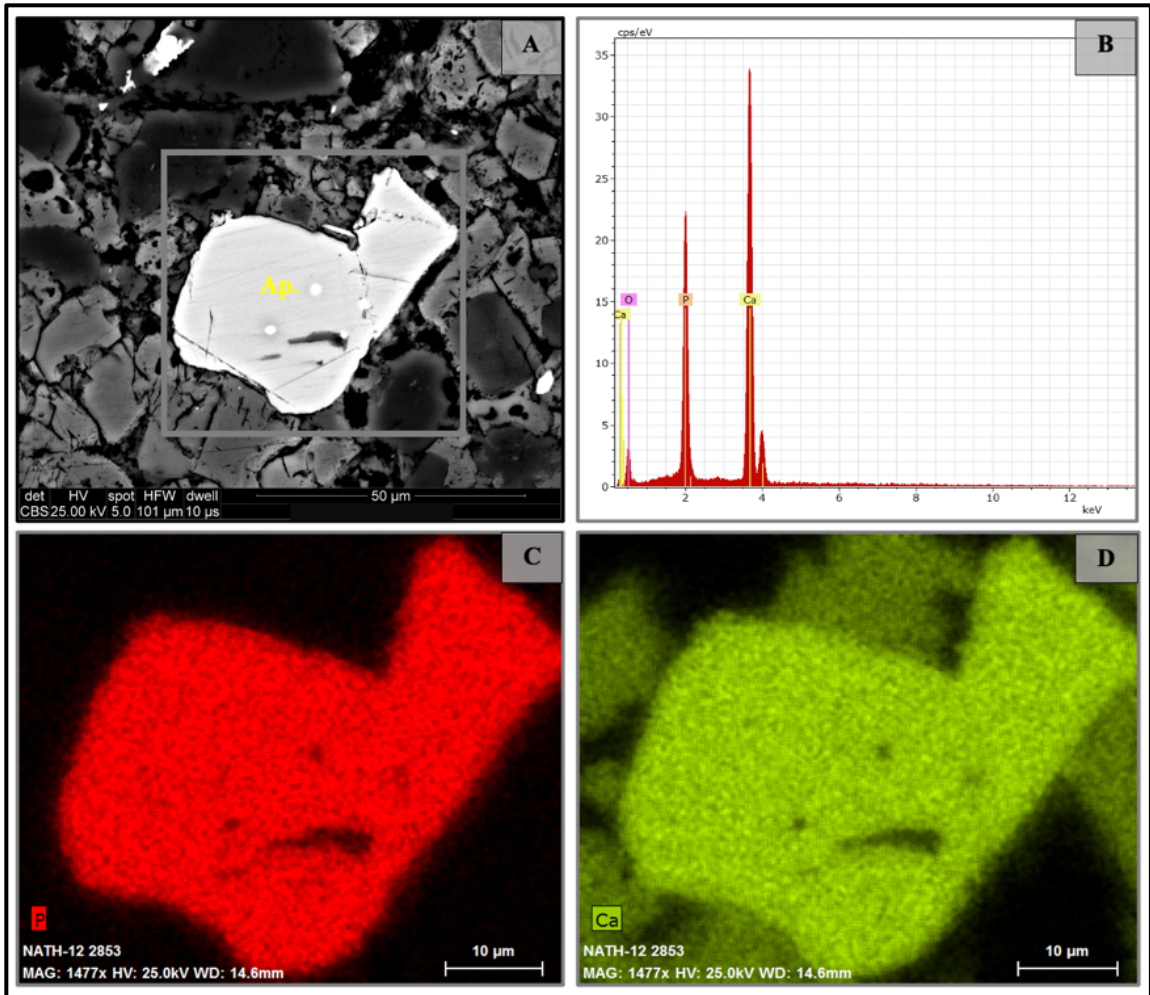 A
Ap.
det HV spot HFW dwell
CBS 25.00 kV 5.0 101 µm 10 µs
50 µm
B
cps/eV
35
30
25
20
15
10
5
0
Ca O P Ca
2 4 6 8 10 12
keV
C
P
NATH-12 2853
MAG: 1477x HV: 25.0kV WD: 14.6mm
10 µm
D
Ca
NATH-12 2853
MAG: 1477x HV: 25.0kV WD: 14.6mm
10 µm